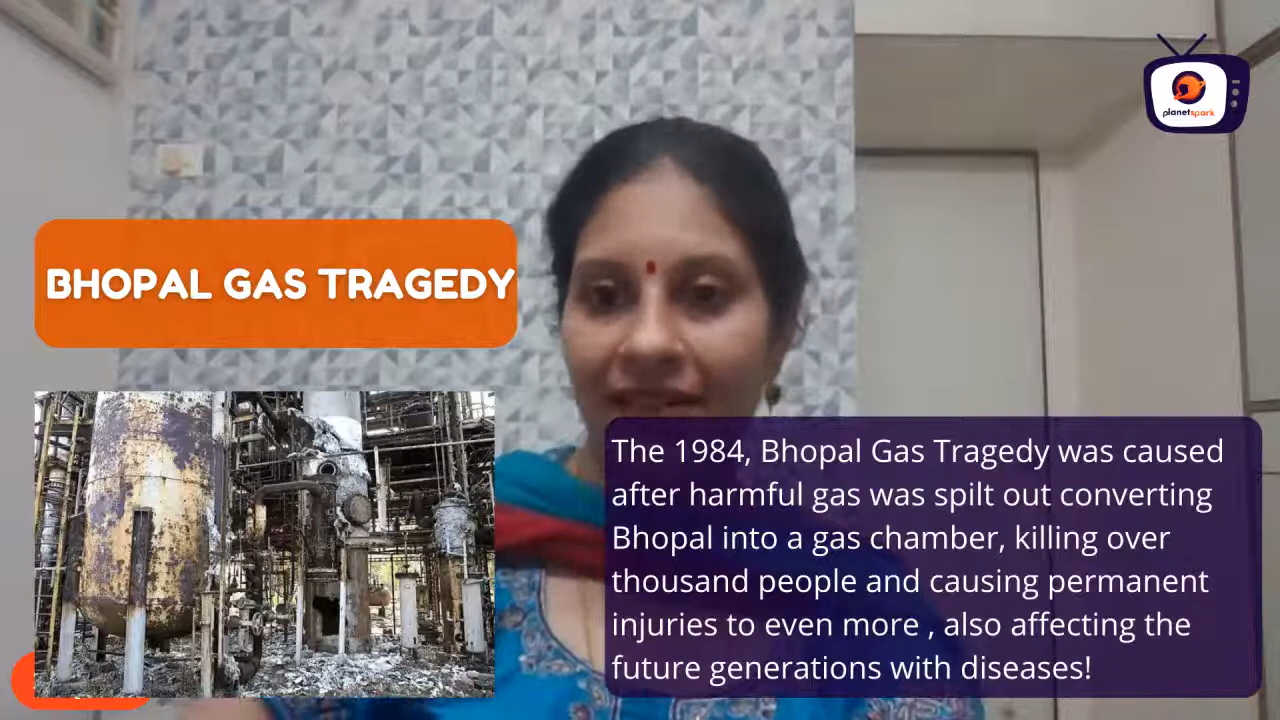 planetspark
BHOPAL GAS TRAGEDY
The 1984, Bhopal Gas Tragedy was caused
after harmful gas was spilt out converting
Bhopal into a gas chamber, killing over
thousand people and causing permanent
injuries to even more , also affecting the
future generations with diseases!